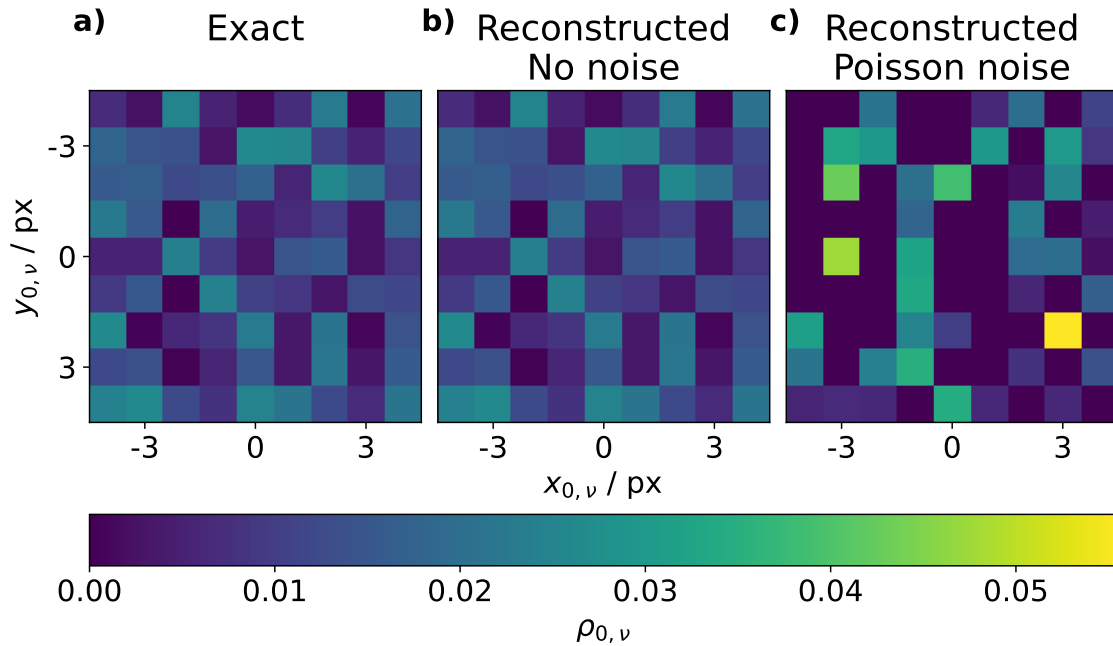 a) Exact b) Reconstructed c) Reconstructed
No noise Poisson noise
-3
0
3
y0, ν / px
-3 0 3 -3 0 3 -3 0 3
x0, ν / px
0.00 0.01 0.02 0.03 0.04 0.05
ρ0, ν